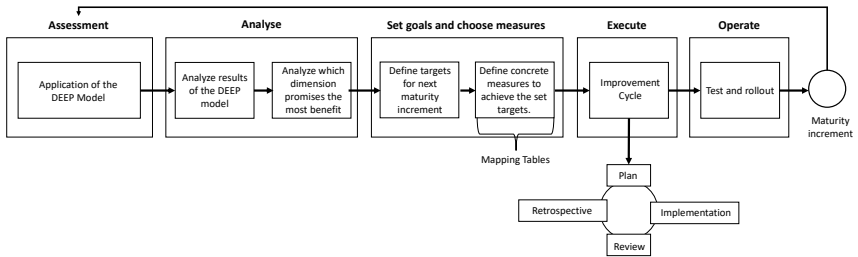 Assessment
Analyse
Set goals and choose measures
Execute
Operate
Application of the
DEEP Model
Analyze results
of the DEEP
model
Analyze which
dimension
promises the
most benefit
Define targets
for next
maturity
increment
Define concrete
measures to
achieve the set
targets.
Improvement
Cycle
Test and rollout
Maturity
increment
Mapping Tables
Plan
Retrospective
Implementation
Review